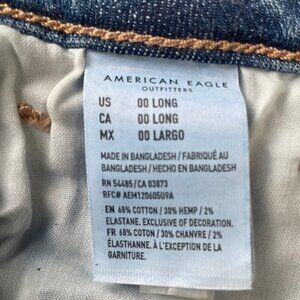 AMERICAN EAGLE
OUTFITTERS
US 00 LONG
CA 00 LONG
MX 00 LARGO
MADE IN BANGLADESH / FABRIQUÉ AU
BANGLADESH / HECHO EN BANGLADESH
RN 54485 / CA 03873
RFC# AEM120605U9A
EN 68% COTTON / 30% HEMP / 2%
ELASTANE. EXCLUSIVE OF DECORATION.
FR 68% COTON / 30% CHANVRE / 2%
ÉLASTHANNE. À L'EXCEPTION DE LA
GARNITURE.